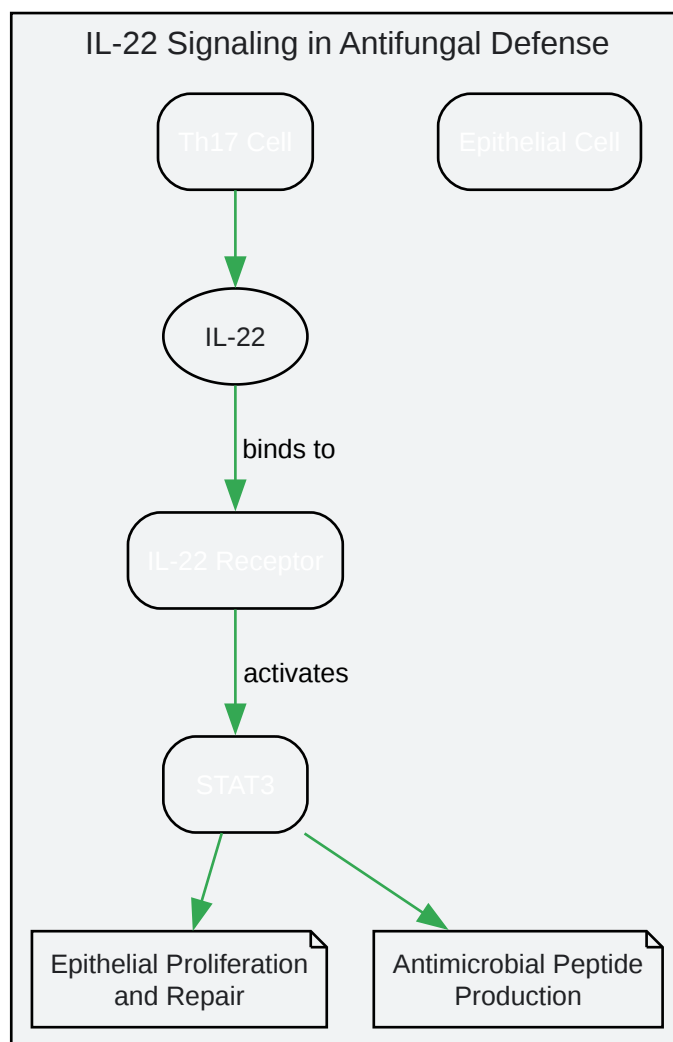 IL-22 Signaling in Antifungal Defense
Th17 Cell
Epithelial Cell
IL-22
binds to
IL-22 Receptor
activates
STAT3
Epithelial Proliferation
and Repair
Antimicrobial Peptide
Production